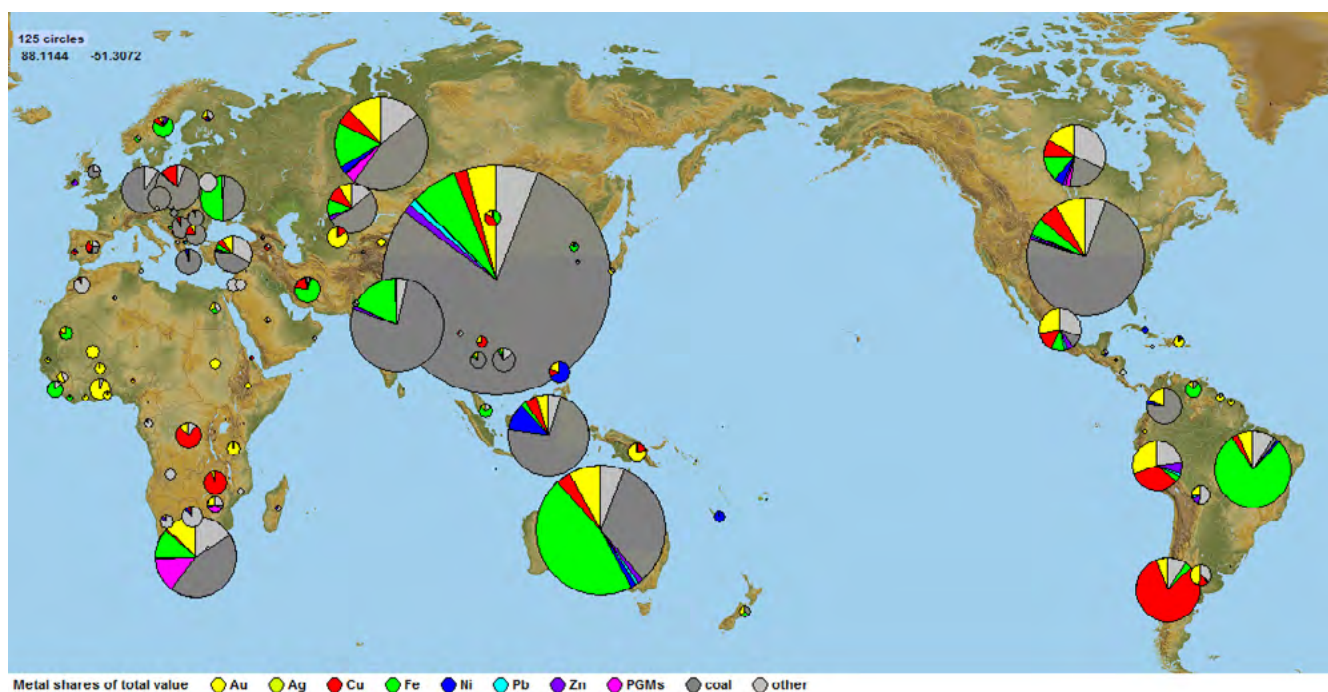 125 circles
88.1144 -51.3072
Metal shares of total value Au Ag Cu Fe Ni Pb Zn PGMs coal other